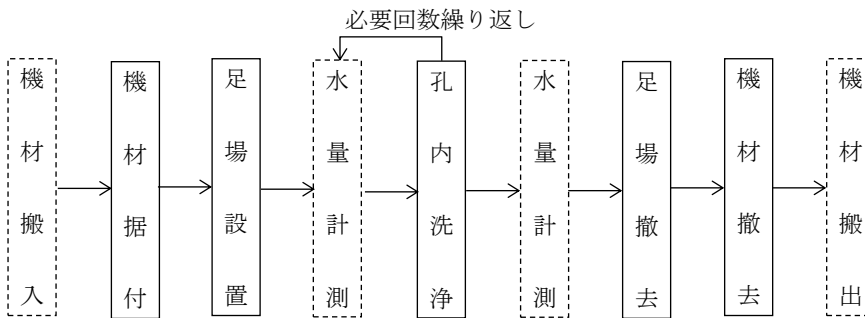 必要回数繰り返し
機材搬入
機材据付
足場設置
水量計測
孔内洗浄
水量計測
足場撤去
機材撤去
機材搬出